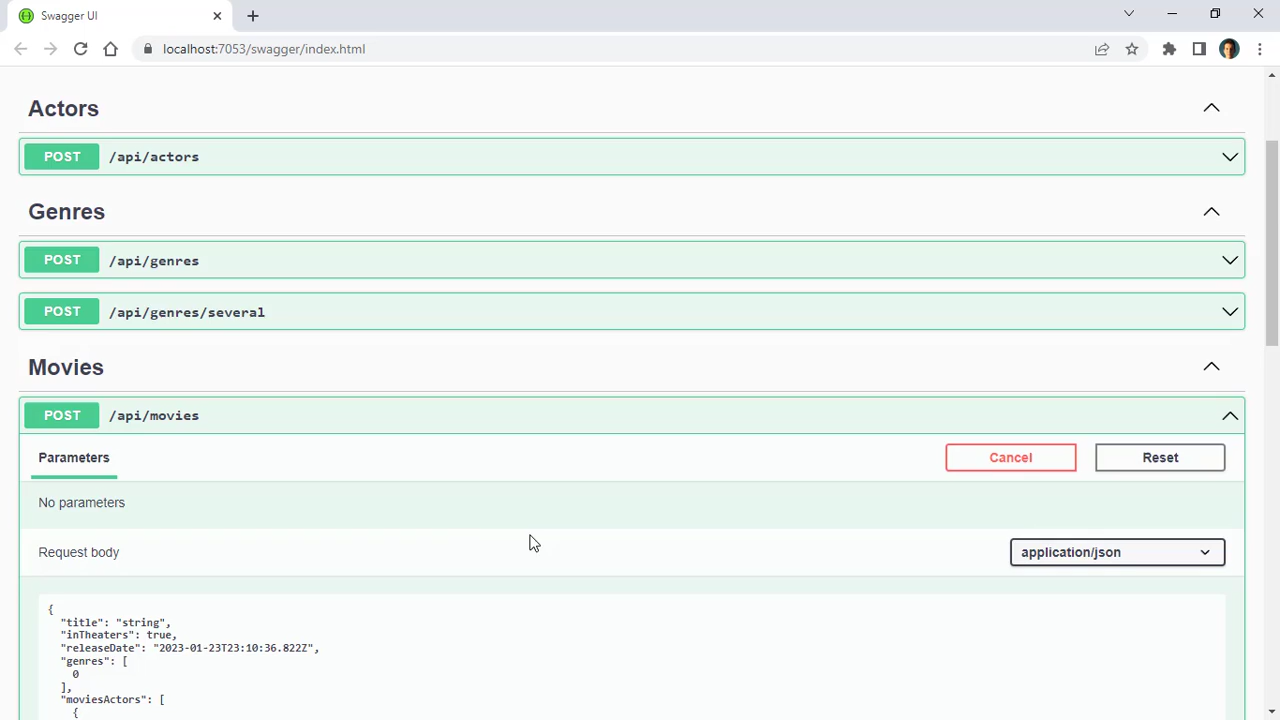 Swagger UI
localhost:7053/swagger/index.html
Actors
POST /api/actors
Genres
POST /api/genres
POST /api/genres/several
Movies
POST /api/movies
Parameters Cancel Reset
No parameters
Request body application/json
{
"title": "string",
"inTheaters": true,
"releaseDate": "2023-01-23T23:10:36.822Z",
"genres": [
0
],
"moviesActors": [
{